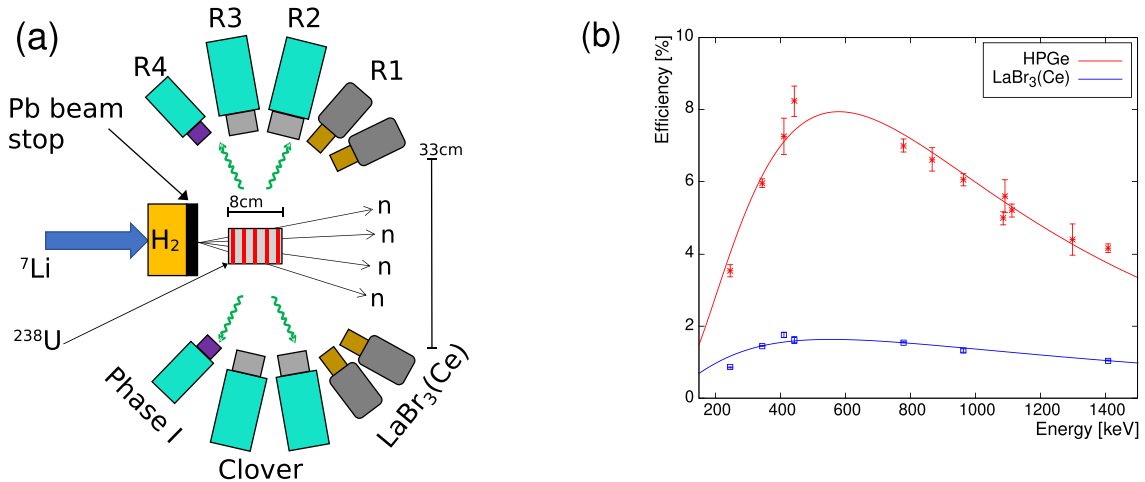 (a)
R3
R2
R4
R1
Pb beam
stop
33cm
8cm
n
H₂
n
⁷Li
n
n
²³⁸U
Phase I
Clover
LaBr₃(Ce)
(b)
10
8
6
4
2
0
Efficiency [%]
HPGe
LaBr₃(Ce)
200 400 600 800 1000 1200 1400
Energy [keV]